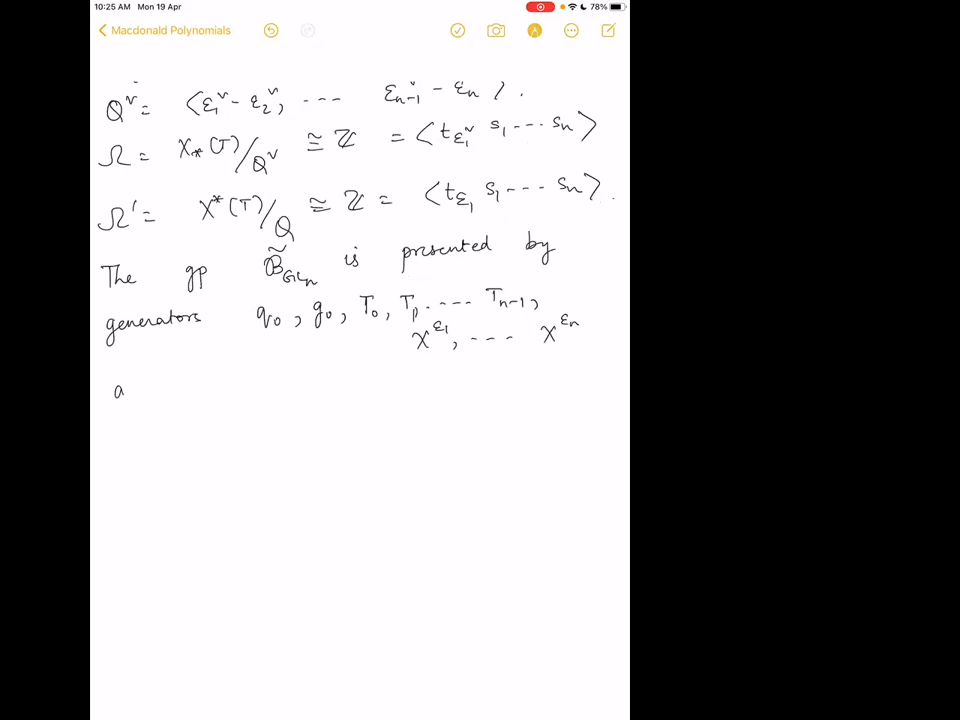 10:25 AM Mon 19 Apr 78%
Macdonald Polynomials
Q^∨ = ⟨ε_1^∨ - ε_2^∨, --- ε_{n-1}^∨ - ε_n ⟩.
Ω = X_*(T)/Q^∨ ≅ ℤ = ⟨t_{ε_1^∨} s_1 --- s_n⟩
Ω' = X^*(T)/Q ≅ ℤ = ⟨t_{ε_1} s_1 --- s_n⟩.
The gp B̃_{GL_n} is presented by
generators q_0, g_0, T_0, T_1, ---- T_{n-1},
X^{ε_1}, --- X^{ε_n}
a